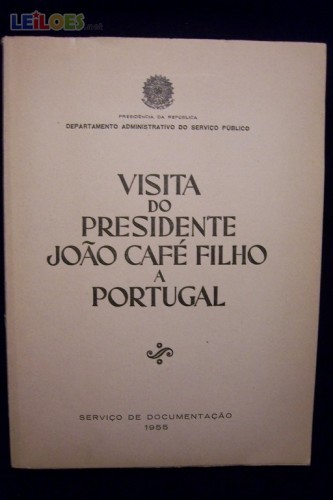 LEiLOES.net
PRESIDÊNCIA DA REPÚBLICA
DEPARTAMENTO ADMINISTRATIVO DO SERVIÇO PÚBLICO
VISITA
DO
PRESIDENTE
JOÃO CAFÉ FILHO
A
PORTUGAL
SERVIÇO DE DOCUMENTAÇÃO
1955